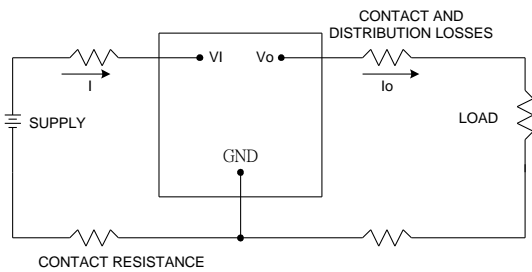 CONTACT AND
DISTRIBUTION LOSSES
VI
Vo
I
Io
SUPPLY
LOAD
GND
CONTACT RESISTANCE